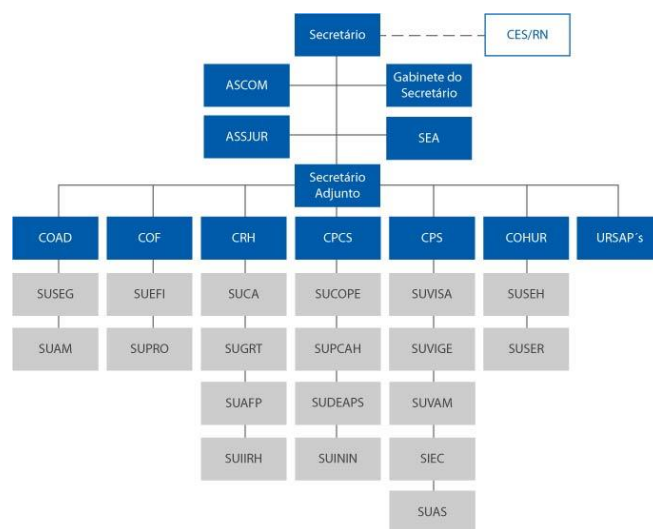 Secretário
CES/RN
ASCOM
Gabinete do
Secretário
ASSJUR
SEA
Secretário
Adjunto
COAD
COF
CRH
CPCS
CPS
COHUR
URSAP´s
SUSEG
SUEFI
SUCA
SUCOPE
SUVISA
SUSEH
SUAM
SUPRO
SUGRT
SUPCAH
SUVIGE
SUSER
SUAFP
SUDEAPS
SUVAM
SUIIRH
SUININ
SIEC
SUAS